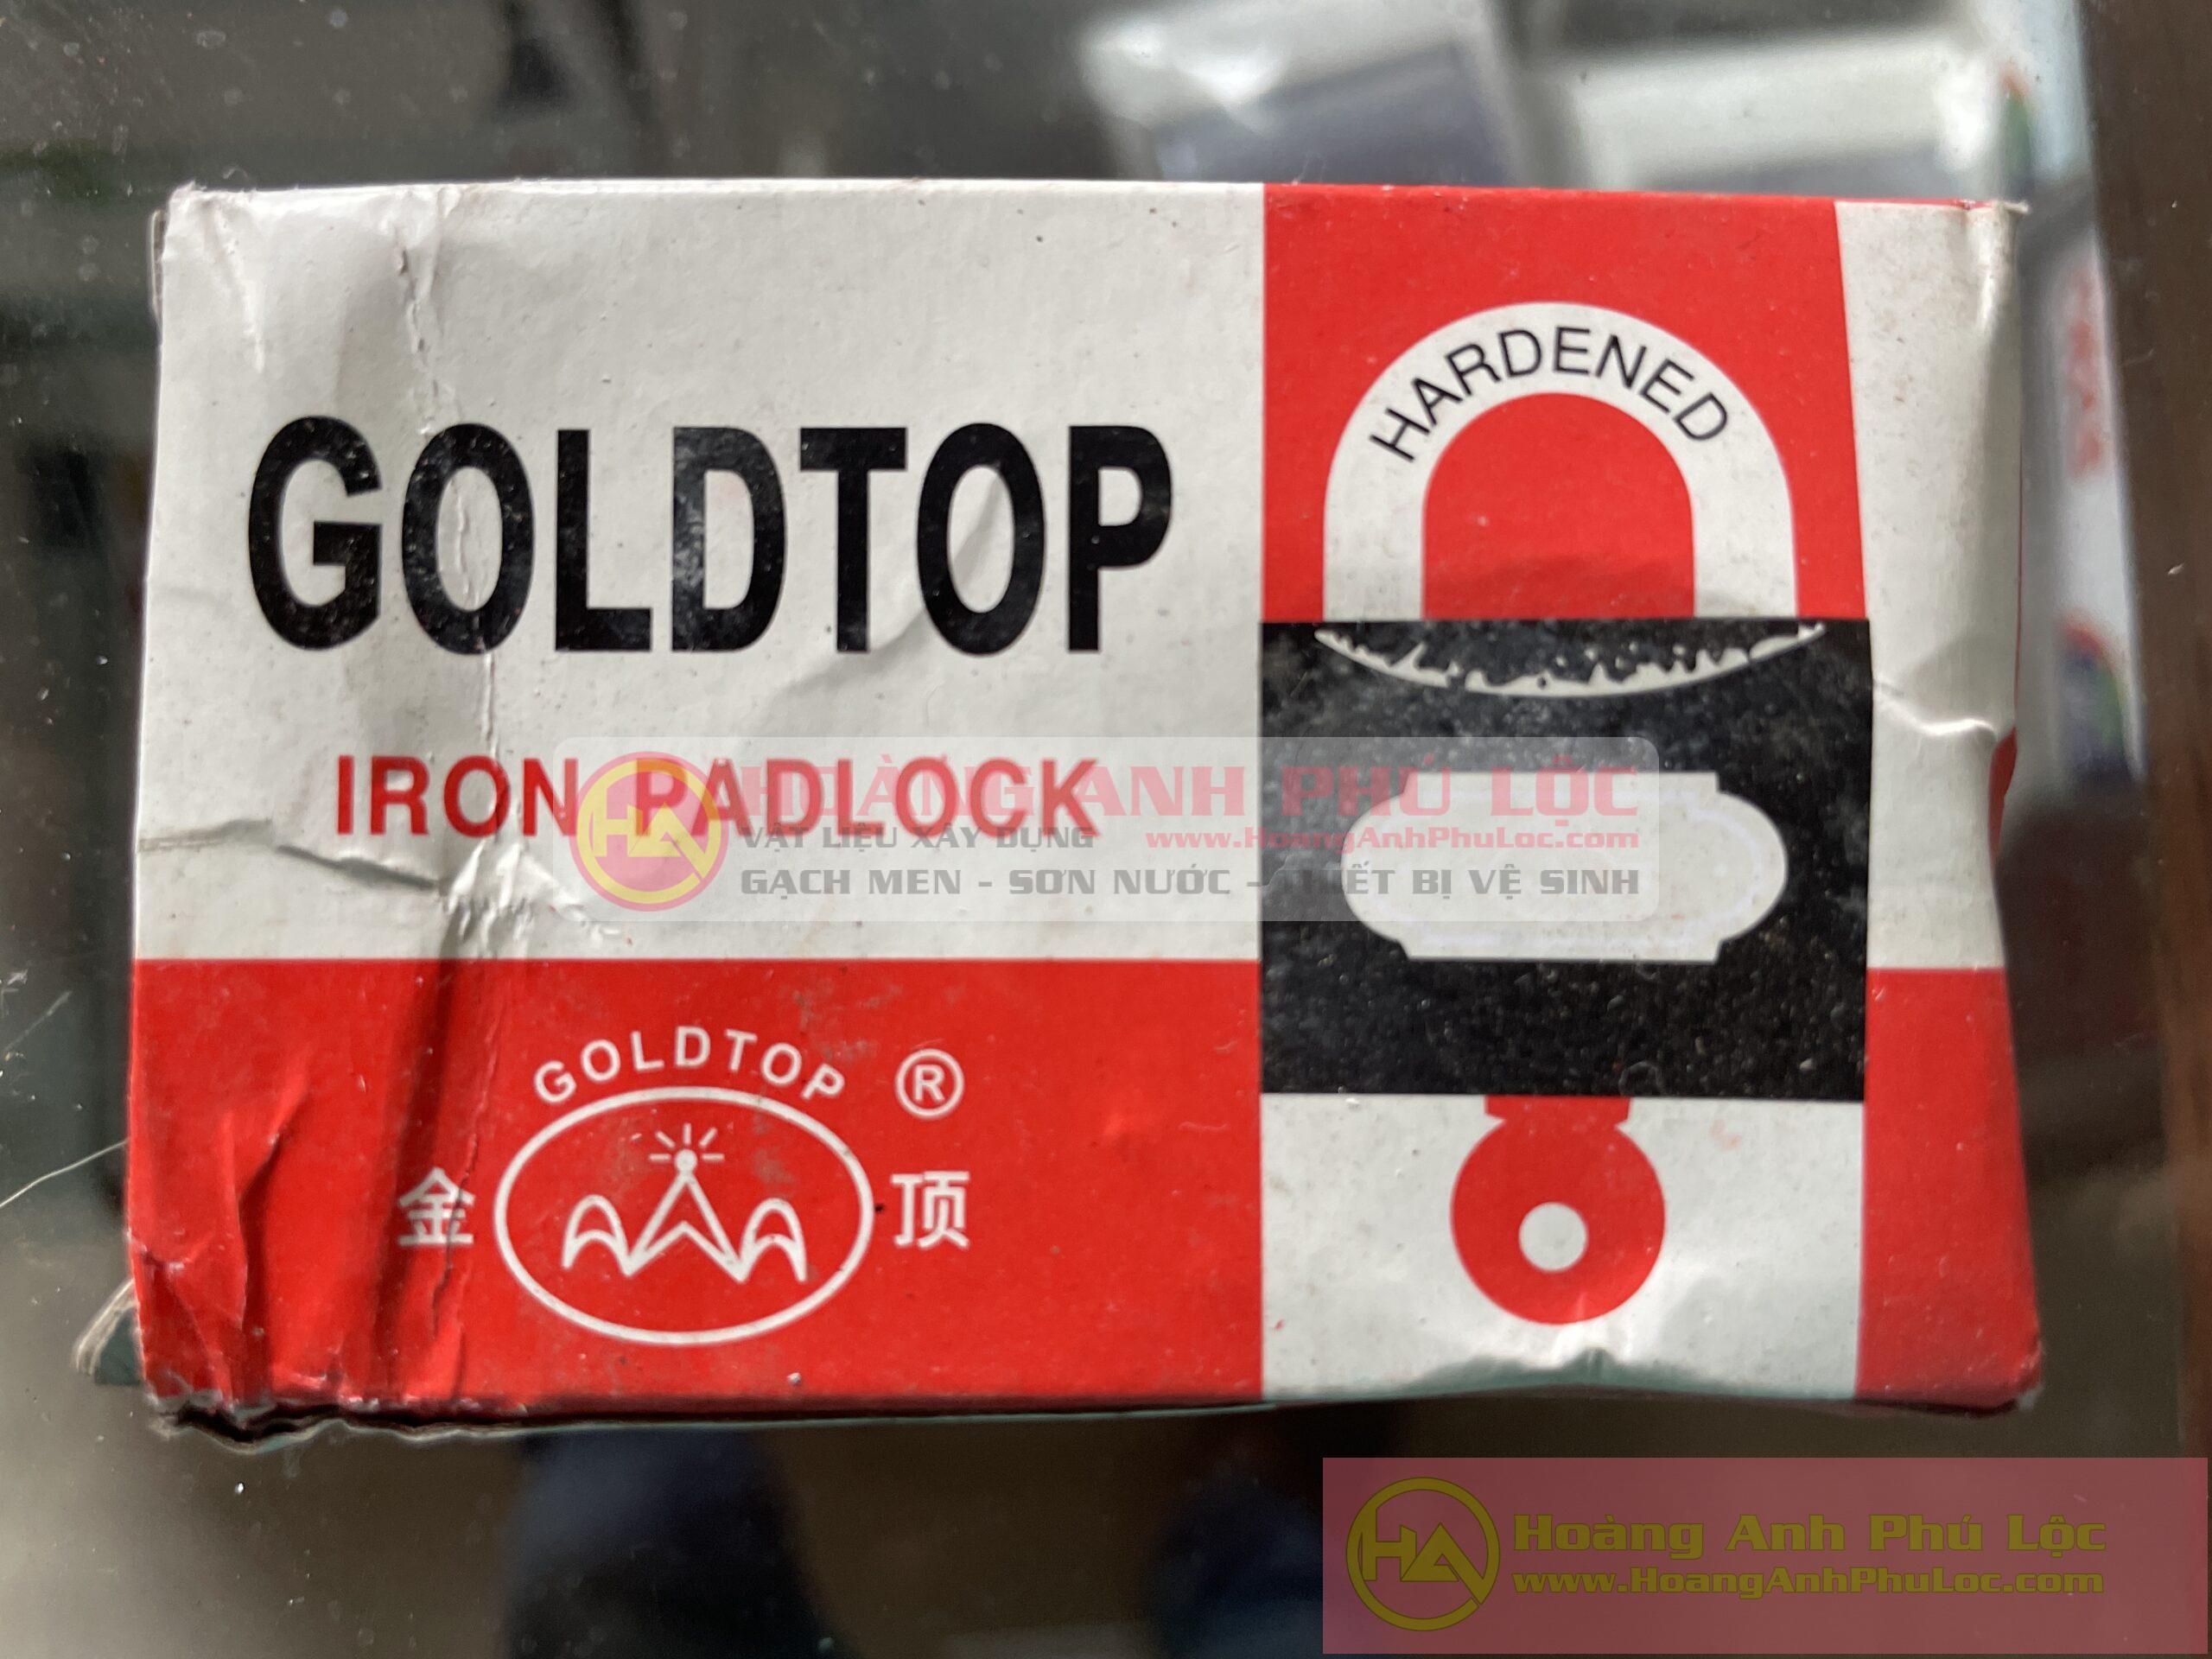 HARDENED
GOLDTOP
IRON PADLOCK
HOÀNG ANH PHÚ LỘC
VẬT LIỆU XÂY DỰNG www.HoangAnhPhuLoc.com
GẠCH MEN - SƠN NƯỚC - THIẾT BỊ VỆ SINH
GOLDTOP ®
金 顶
Hoàng Anh Phú Lộc
www.HoangAnhPhuLoc.com